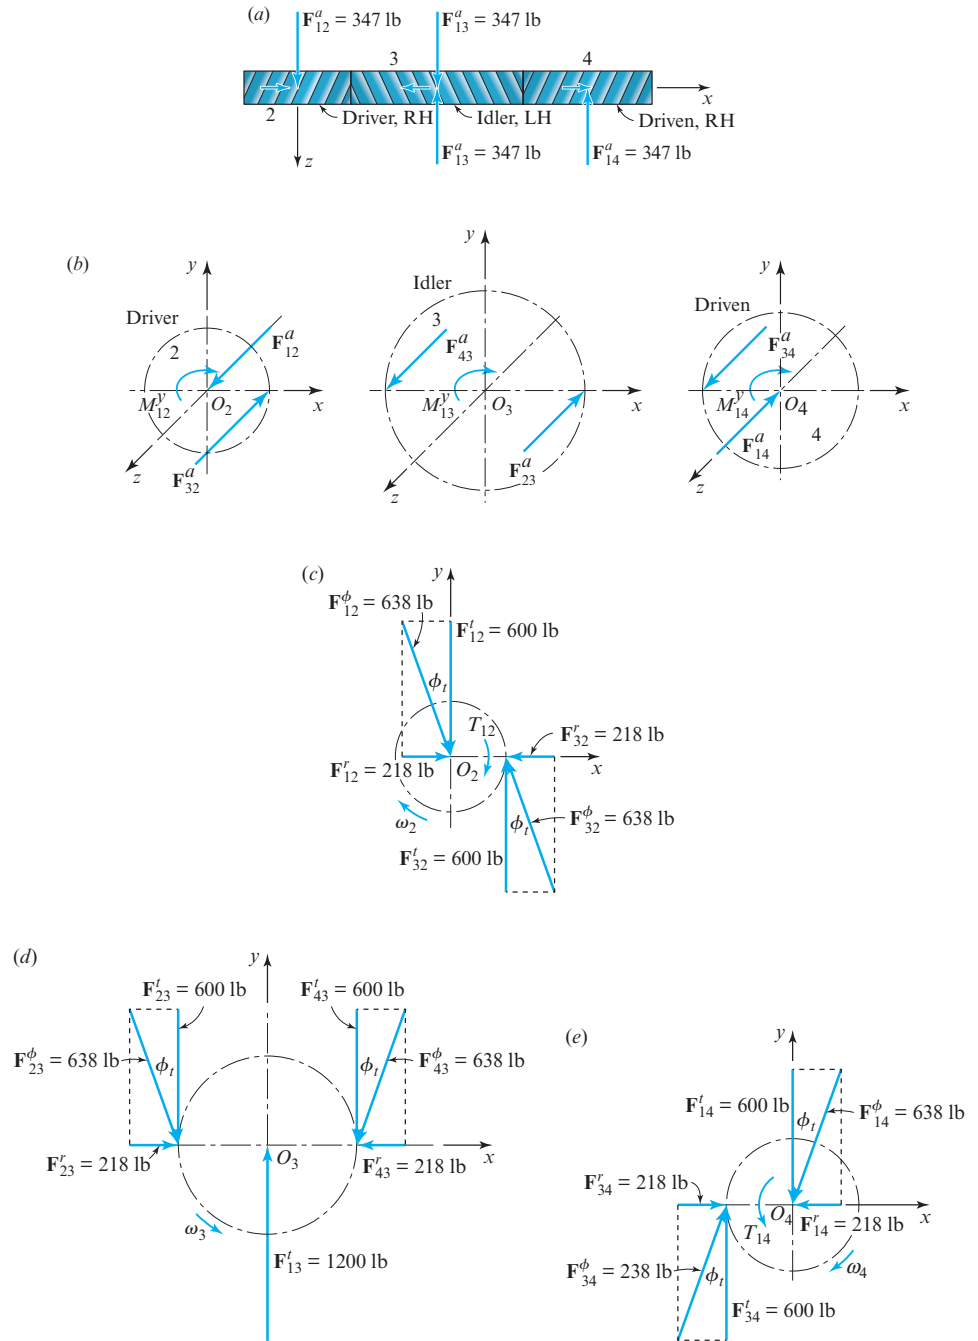 (a)
F^a_12 = 347 lb
F^a_13 = 347 lb
3
4
x
2
Driver, RH
Idler, LH
Driven, RH
z
F^a_13 = 347 lb
F^a_14 = 347 lb
(b)
y
Driver
2
F^a_12
M^y_12
O_2
x
z
F^a_32
y
Idler
3
F^a_43
M^y_13
O_3
x
z
F^a_23
y
Driven
F^a_34
M^y_14
O_4
x
4
F^a_14
z
(c)
y
F^ϕ_12 = 638 lb
F^t_12 = 600 lb
ϕ_t
T_12
F^r_32 = 218 lb
F^r_12 = 218 lb
O_2
x
ω_2
ϕ_t
F^ϕ_32 = 638 lb
F^t_32 = 600 lb
(d)
y
F^t_23 = 600 lb
F^t_43 = 600 lb
F^ϕ_23 = 638 lb
ϕ_t
ϕ_t
F^ϕ_43 = 638 lb
F^r_23 = 218 lb
O_3
F^r_43 = 218 lb
x
ω_3
F^t_13 = 1200 lb
(e)
y
F^t_14 = 600 lb
ϕ_t
F^ϕ_14 = 638 lb
F^r_34 = 218 lb
O_4
T_14
F^r_14 = 218 lb
x
F^ϕ_34 = 238 lb
ϕ_t
ω_4
F^t_34 = 600 lb